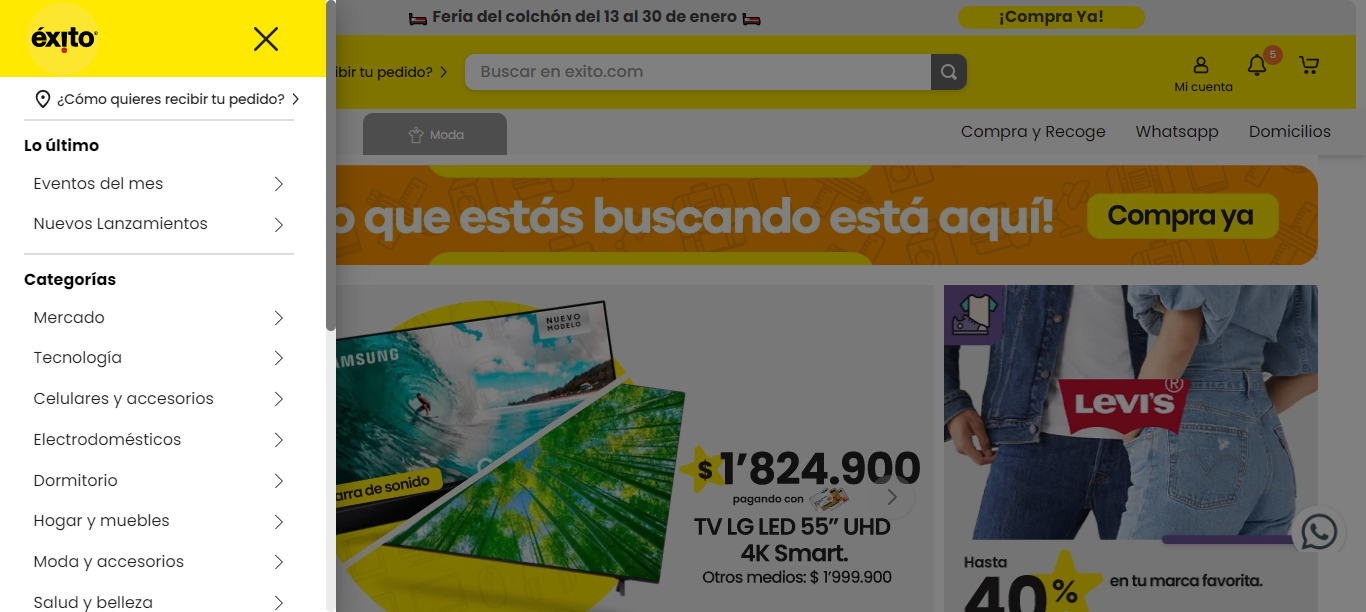 éxito
¿Cómo quieres recibir tu pedido?
Lo último
Eventos del mes
Nuevos Lanzamientos
Categorías
Mercado
Tecnología
Celulares y accesorios
Electrodomésticos
Dormitorio
Hogar y muebles
Moda y accesorios
Salud y belleza
Feria del colchón del 13 al 30 de enero
¡Compra Ya!
ibir tu pedido?
Buscar en exito.com
Mi cuenta
5
Moda
Compra y Recoge
Whatsapp
Domicilios
o que estás buscando está aquí!
Compra ya
NUEVO
MODELO
SAMSUNG
arra de sonido
$1'824.900
pagando con
TV LG LED 55” UHD
4K Smart.
Otros medios: $ 1’999.900
LEVI'S®
Hasta
40%
en tu marca favorita.